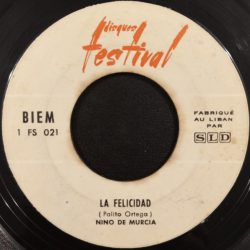 disques
festival
BIEM
1 FS 021
FABRIQUÉ
AU LIBAN
PAR
SLD
LA FELICIDAD
( Palito Ortega )
NINO DE MURCIA